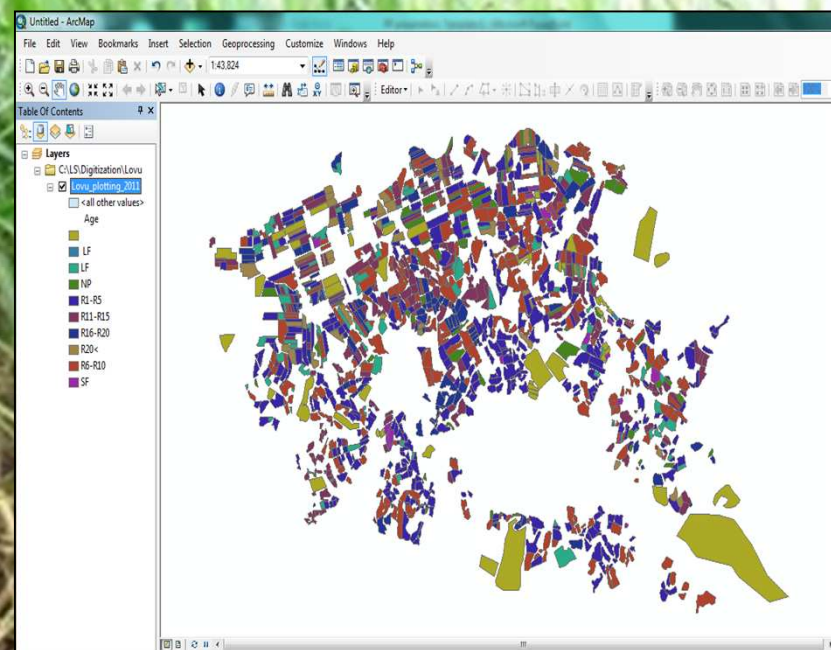 Untitled - ArcMap
File Edit View Bookmarks Insert Selection Geoprocessing Customize Windows Help
1:43,824
Editor
Table Of Contents
Layers
C:\LS\Digitization\Lovu
Lovu_plotting_2011
<all other values>
Age
LF
LF
NP
R1-R5
R11-R15
R16-R20
R20<
R6-R10
SF